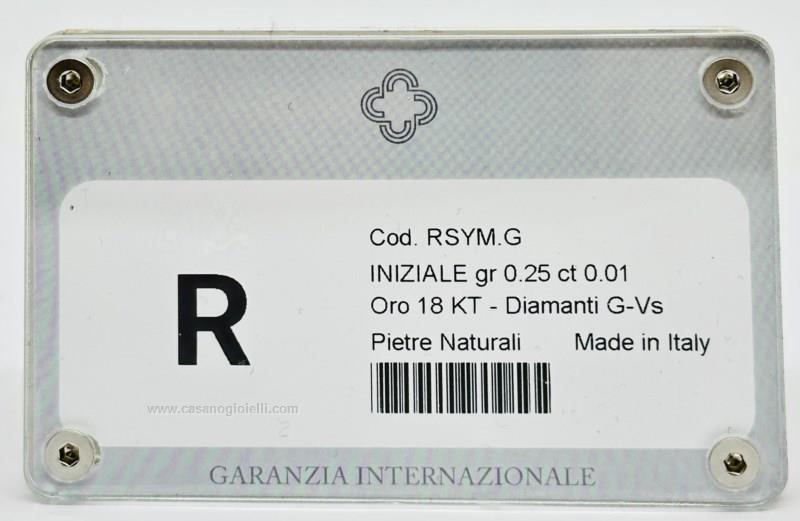 Cod. RSYM.G
INIZIALE gr 0.25 ct 0.01
Oro 18 KT - Diamanti G-Vs
R
Pietre Naturali Made in Italy
www.casanogioielli.com
GARANZIA INTERNAZIONALE